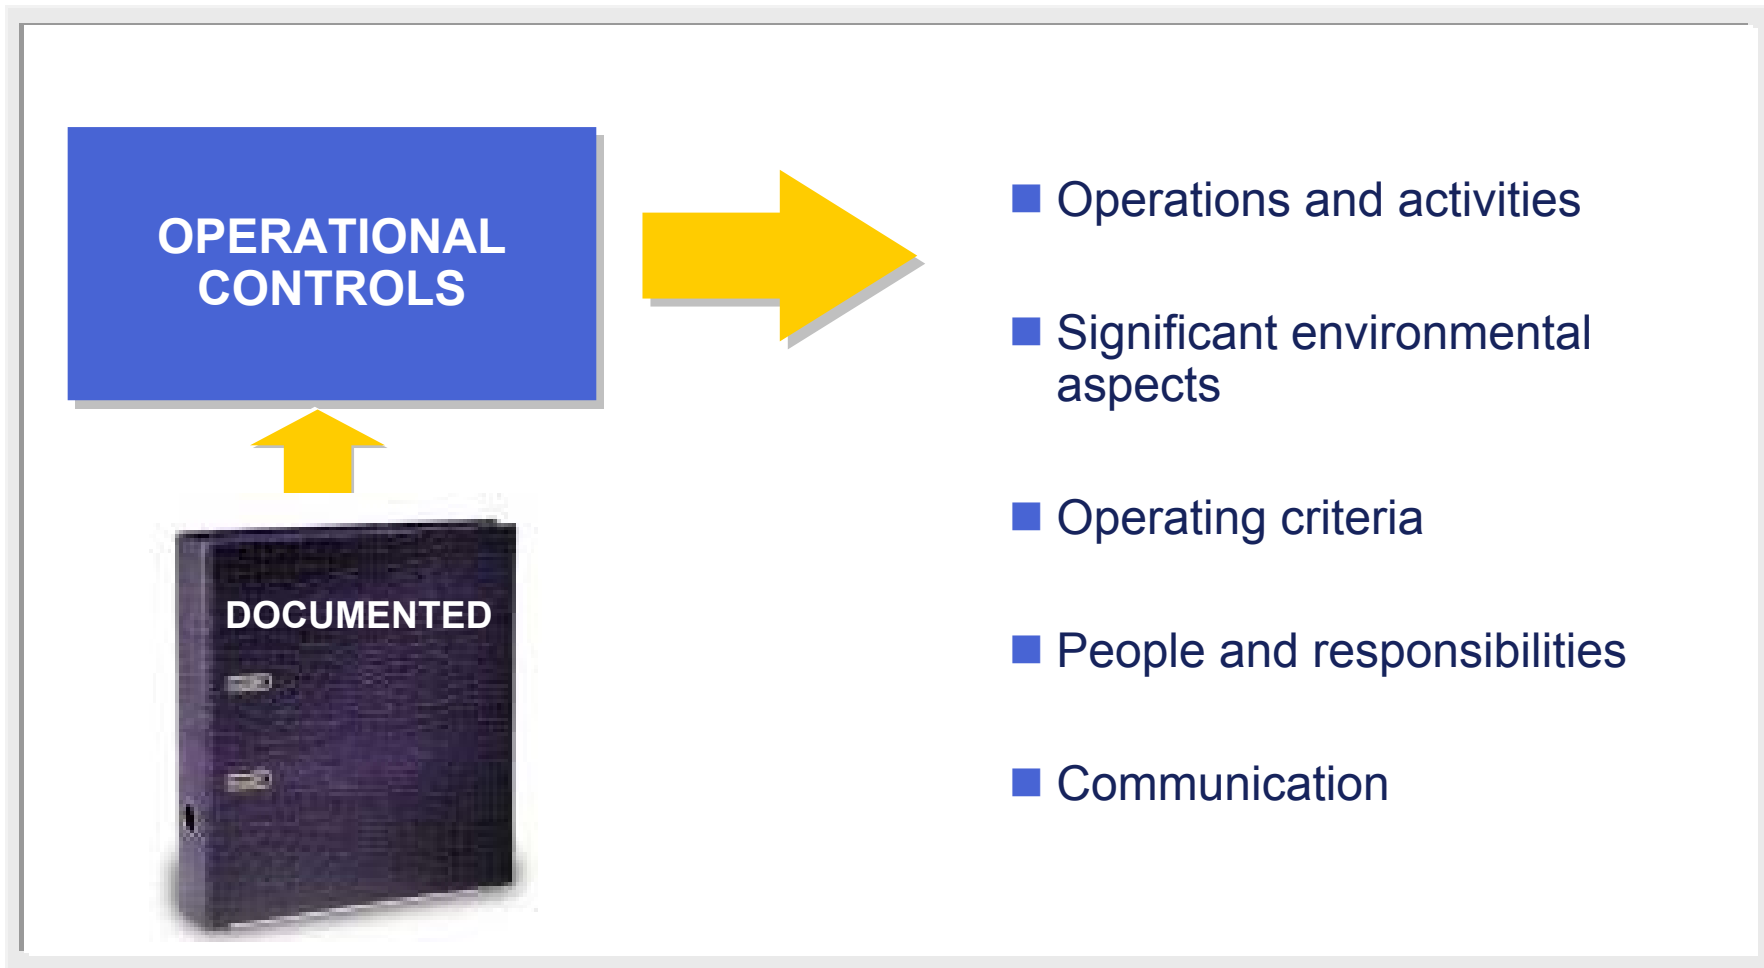 OPERATIONAL
CONTROLS
DOCUMENTED
Operations and activities
Significant environmental
aspects
Operating criteria
People and responsibilities
Communication